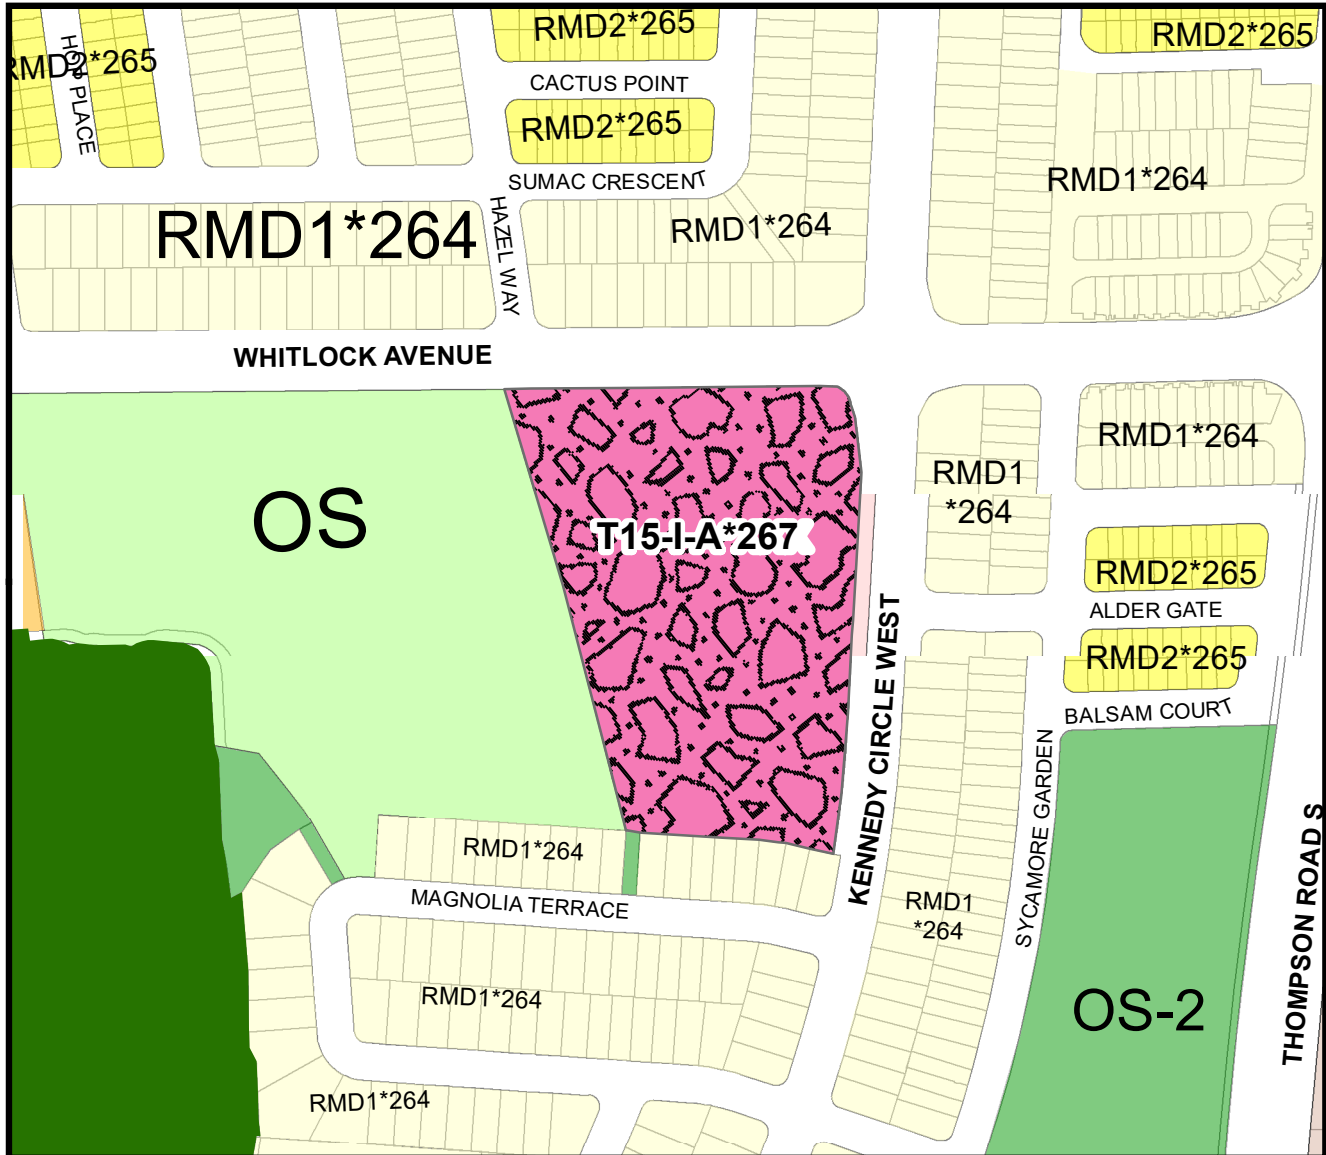 RMD2*265
RMD2*265
RMD2*265
HOP PLACE
CACTUS POINT
RMD2*265
SUMAC CRESCENT
RMD1*264
RMD1*264
RMD1*264
HAZEL WAY
WHITLOCK AVENUE
RMD1*264
RMD1
*264
OS
T15-I-A*267
RMD2*265
ALDER GATE
RMD2*265
BALSAM COURT
KENNEDY CIRCLE WEST
SYCAMORE GARDEN
RMD1*264
MAGNOLIA TERRACE
RMD1
*264
THOMPSON ROAD S
RMD1*264
OS-2
RMD1*264